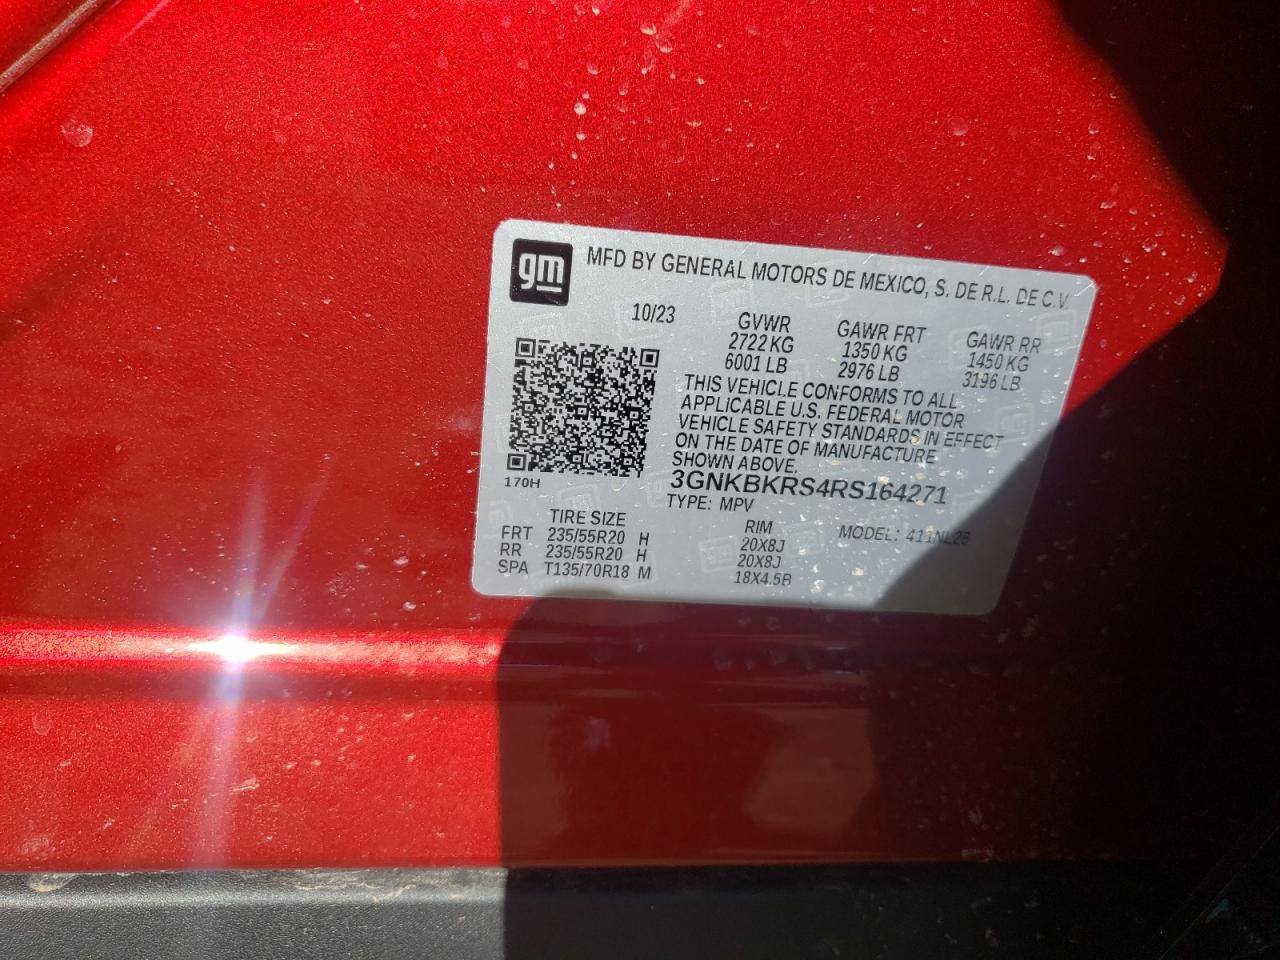 gm
MFD BY GENERAL MOTORS DE MEXICO, S. DE R.L. DE C.V.
10/23
GVWR
2722 KG
6001 LB
GAWR FRT
1350 KG
2976 LB
GAWR RR
1450 KG
3196 LB
THIS VEHICLE CONFORMS TO ALL
APPLICABLE U.S. FEDERAL MOTOR
VEHICLE SAFETY STANDARDS IN EFFECT
ON THE DATE OF MANUFACTURE
SHOWN ABOVE.
3GNKBKRS4RS164271
170H
TYPE: MPV
TIRE SIZE
RIM
MODEL: 411NL26
FRT 235/55R20 H 20X8J
RR 235/55R20 H 20X8J
SPA T135/70R18 M 18X4.5B